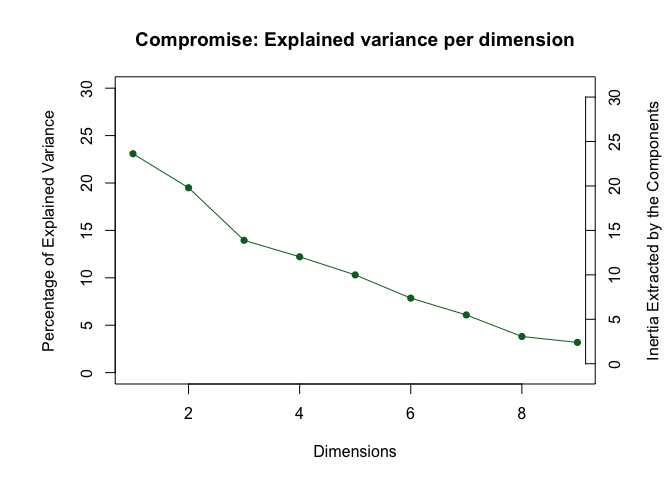 Compromise: Explained variance per dimension
Percentage of Explained Variance
30
25
20
15
10
5
0
30
25
20
15
10
5
0
Inertia Extracted by the Components
2 4 6 8
Dimensions